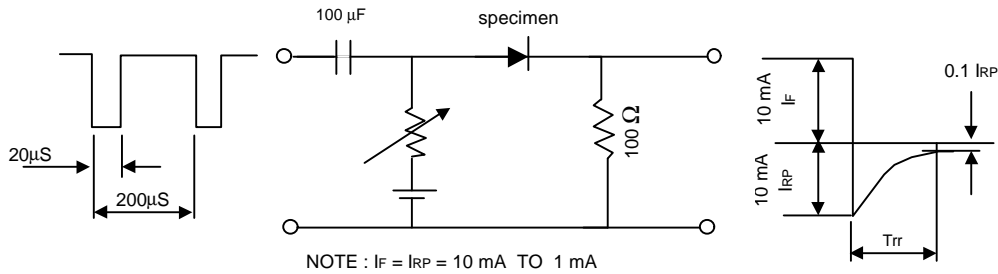 100 µF
specimen
20µS
200µS
100 Ω
10 mA
IF
10 mA
IRP
0.1 IRP
Trr
NOTE : IF = IRP = 10 mA TO 1 mA